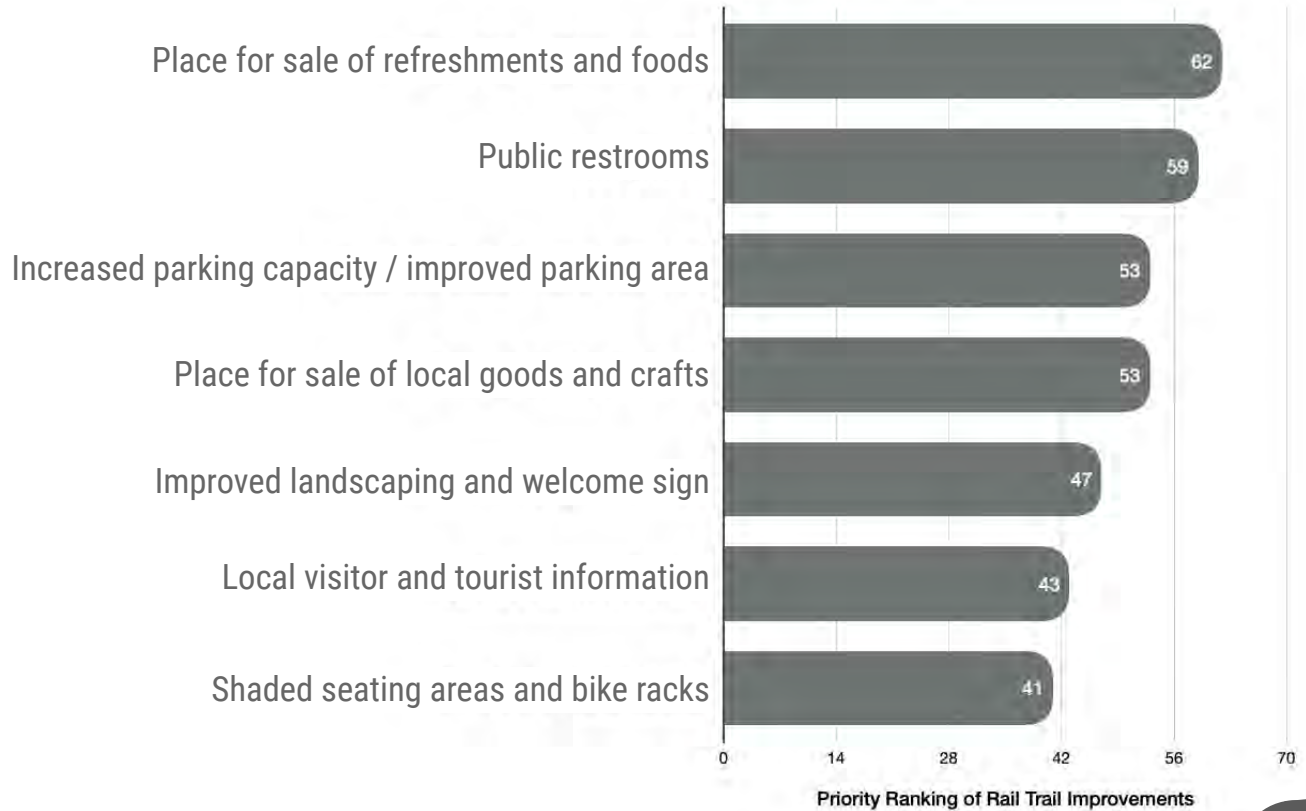 Place for sale of refreshments and foods
62
Public restrooms
59
Increased parking capacity / improved parking area
53
Place for sale of local goods and crafts
53
Improved landscaping and welcome sign
47
Local visitor and tourist information
43
Shaded seating areas and bike racks
41
0 14 28 42 56 70
Priority Ranking of Rail Trail Improvements